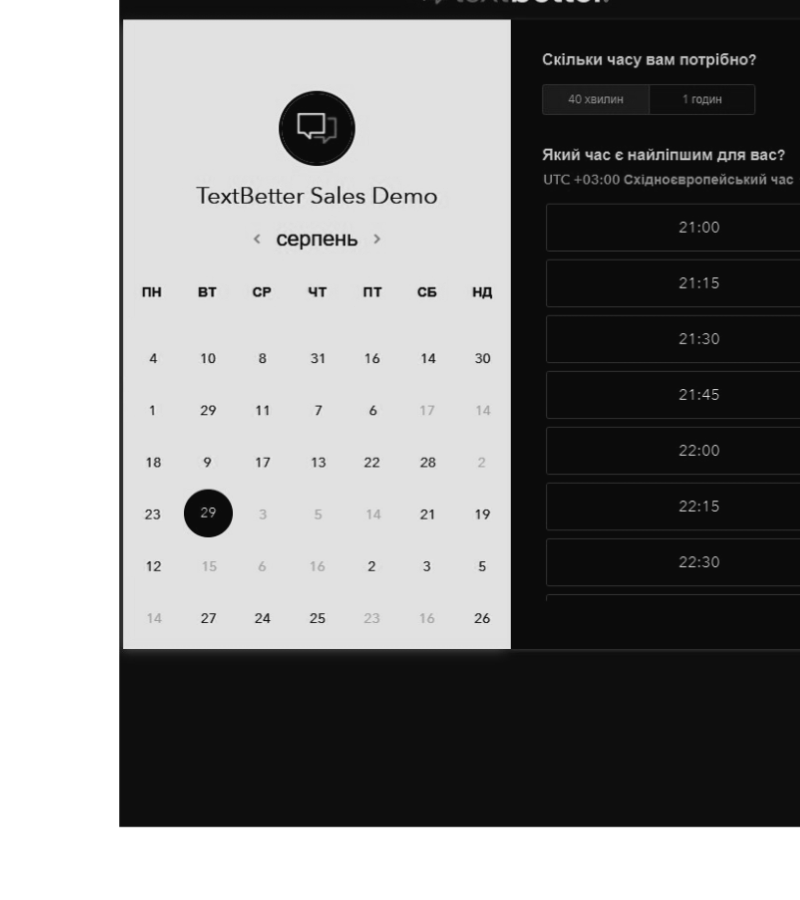 textbetter.
TextBetter Sales Demo
< серпень >
ПН ВТ СР ЧТ ПТ СБ НД
4 10 8 31 16 14 30
1 29 11 7 6 17 14
18 9 17 13 22 28 2
23 29 3 5 14 21 19
12 15 6 16 2 3 5
14 27 24 25 23 16 26
Скільки часу вам потрібно?
40 хвилин 1 годин
Який час є найліпшим для вас?
UTC +03:00 Східноєвропейський час
21:00
21:15
21:30
21:45
22:00
22:15
22:30